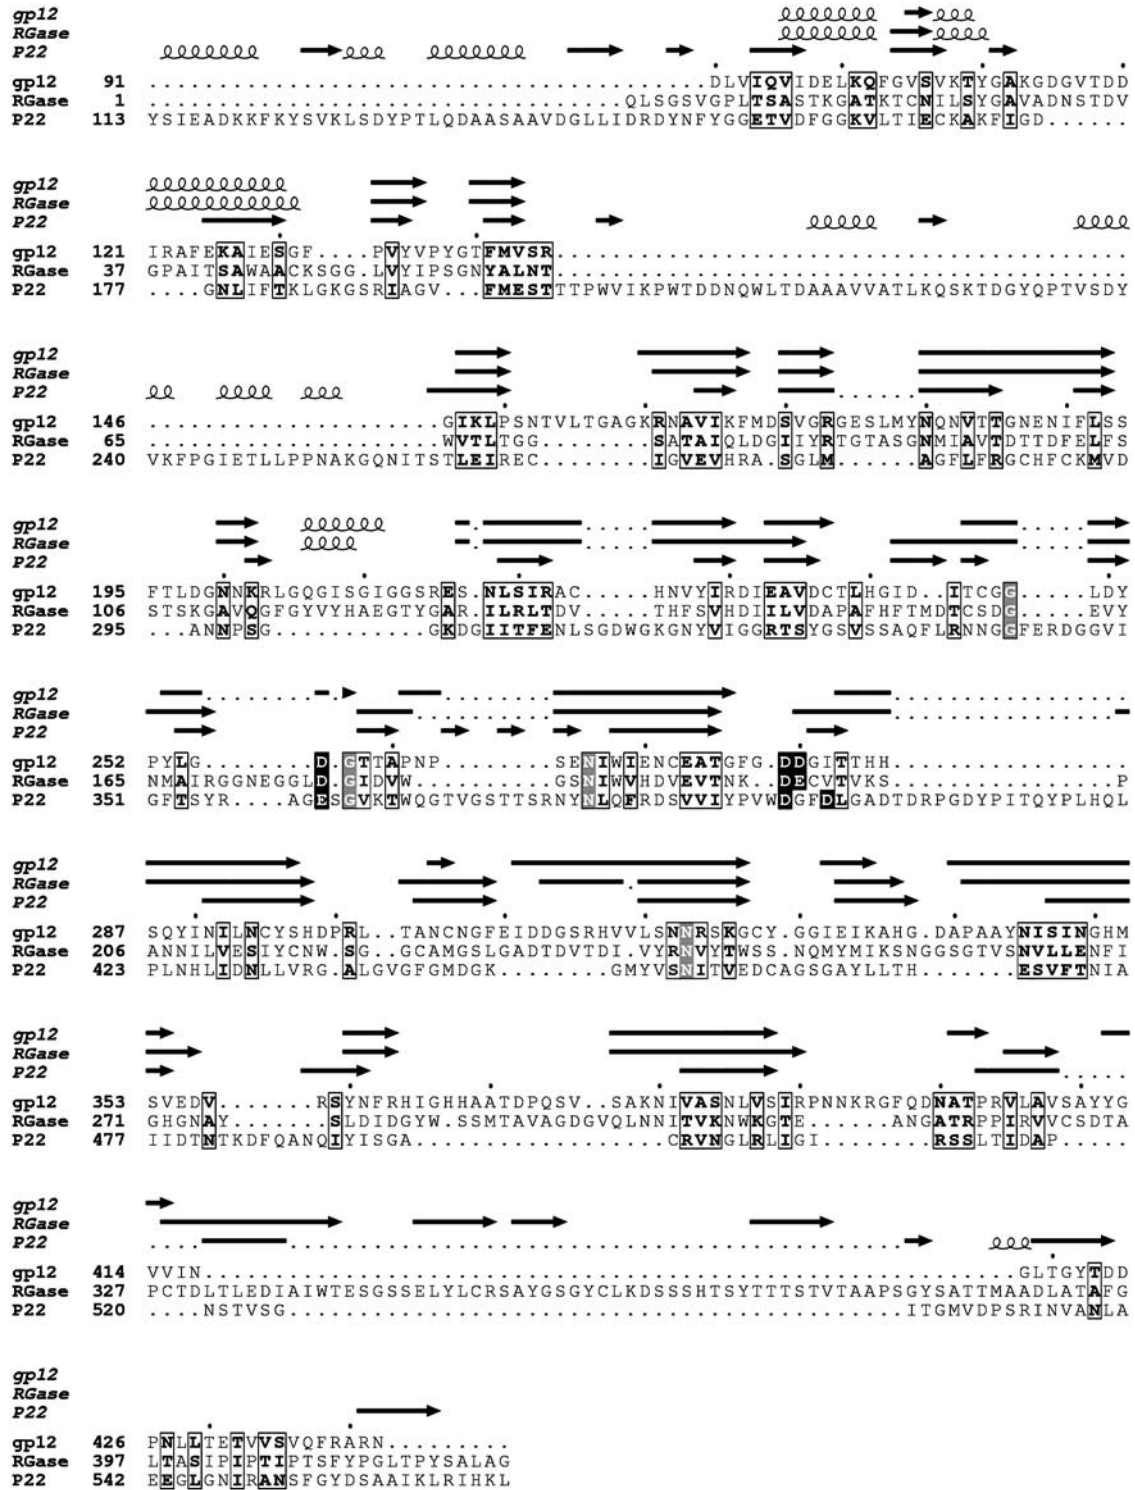 gp12
RGase
P22
gp12 91 ........................................DLVIQVIDELKQFGVSVKTYGAKGDGVTDD
RGase 1 ..................................QLSGSVGPLTSASTKGATKTCNILSYGAVADNSTDV
P22 113 YSIEADKKFKYSVKLSDYPTLQDAASAAVDGLLIDRDYNFYGGETVDFGGKVLTIECKAKFIGD......
gp12
RGase
P22
gp12 121 IRAFEKAIESGF....PVYVPYGTFMVSR.........................................
RGase 37 GPAITSAWAACKSGG.LVYIPSGNYALNT.........................................
P22 177 ....GNLIFTKLGKGSRIAGV...FMESTTTPWVIKPWTDDNQWLTDAAAVVATLKQSKTDGYQPTVSDY
gp12
RGase
P22
gp12 146 .....................GIKLPSNTVLTGAGKRNAVIKFMDSVGRGESLMYNQNVTTGNENIFLSS
RGase 65 .....................WVTLTGG........SATAIQLDGIIYRTGTASGNMIAVTDTTDFELFS
P22 240 VKFPGIETLLPPNAKGQNITSTLEIREC........IGVEVHRA.SGLM......AGFLFRGCHFCKMVD
gp12
RGase
P22
gp12 195 FTLDGNNKRLGQGISGIGGSRES.NLSIRAC.....HNVYIRDIEAVDCTLHGID..ITCGG.....LDY
RGase 106 STSKGAVQGFGYVYHAEGTYGAR.ILRLTDV.....THFSVHDIILVDAPAFHFTMDTCSDG.....EVY
P22 295 ...ANNPSG...........GKDGIITFENLSGDWGKGNYVIGGRTSYGSVSSAQFLRNNGGFERDGGVI
gp12
RGase
P22
gp12 252 PYLG........D.GTTAPNP........SENIWIENCEATGFG.DDGITTHH.................
RGase 165 NMAIRGGNEGGLD.GIDVW..........GSNIWVHDVEVTNK..DECVTVKS................P
P22 351 GFTSYR....AGESGVKTWQGTVGSTTSRNYNLQFRDSVVIYPVWDGFDLGADTDRPGDYPITQYPLHQL
gp12
RGase
P22
gp12 287 SQYINILNCYSHDPRL..TANCNGFEIDDGSRHVVLSNNRSKGCY.GGIEIKAHG.DAPAAYNISINGHM
RGase 206 ANNILVESIYCNW.SG..GCAMGSLGADTDVTDI.VYRNVYTWSS.NQMYMIKSNGGSGTVSNVLLENFI
P22 423 PLNHLIDNLLVRG.ALGVGFGMDGK........GMYVSNITVEDCAGSGAYLLTH.......ESVFTNIA
gp12
RGase
P22
gp12 353 SVEDV.......RSYNFRHIGHHAATDPQSV..SAKNIVASNLVSIRPNNKRGFQDNATPRVLAVSAYYG
RGase 271 GHGNAY.......SLDIDGYW.SSMTAVAGDGVQLNNITVKNWKGTE......ANGATRPPIRVVCSDTA
P22 477 IIDTNTKDFQANQIYISGA..................CRVNGLRLIGI........RSSLTIDAP.....
gp12
RGase
P22
gp12 414 VVIN..........................................................GLTGYTDD
RGase 327 PCTDLTLEDIAIWTESGSSELYLCRSAYGSGYCLKDSSSHTSYTTTTSTVTAAPSGYSATTMAADLATAFG
P22 520 ....NSTVSG............................................ITGMVDPSRINVANLA
gp12
RGase
P22
gp12 426 PNLLTETVVSVQFRARN.........
RGase 397 LTASIPIPTIPTSFYPGLTPYSALAG
P22 542 EEGLGNIRANSFGYDSAAIKLRIHKL